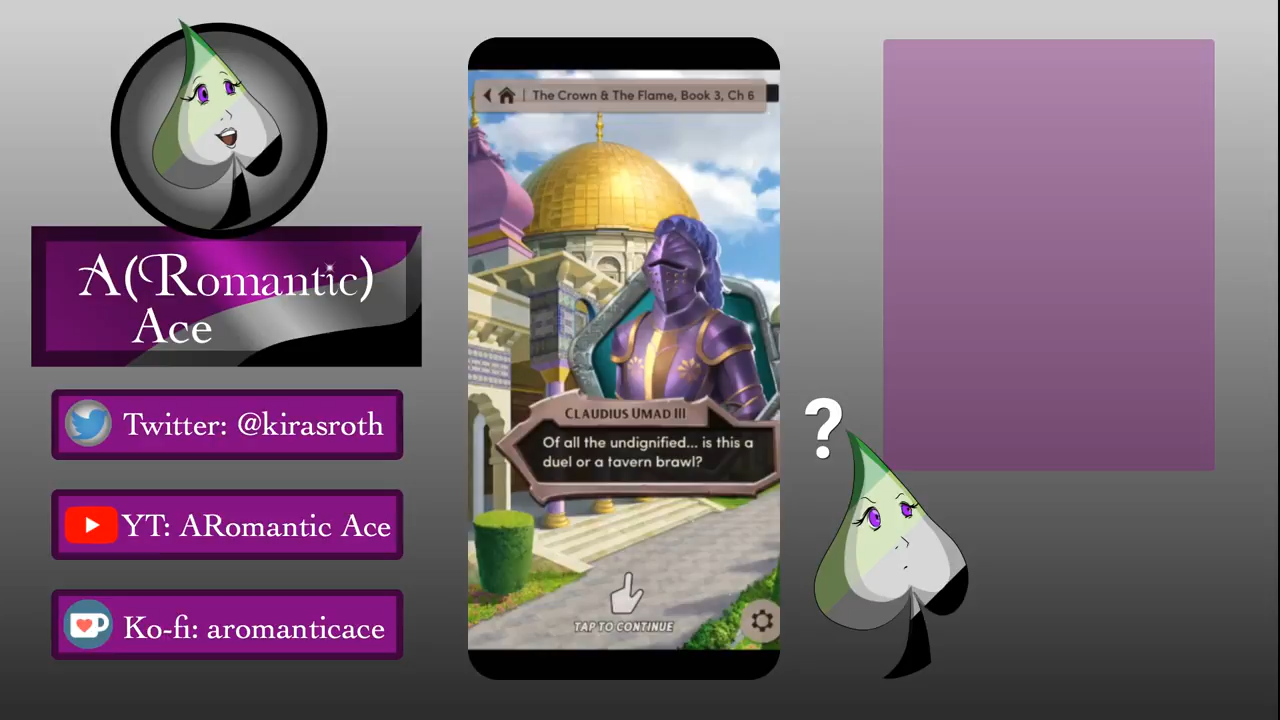 A(Romantic)
Ace
Twitter: @kirasroth
YT: ARomantic Ace
Ko-fi: aromanticace
The Crown & The Flame, Book 3, Ch 6
CLAUDIUS UMAD III
Of all the undignified... is this a
duel or a tavern brawl?
TAP TO CONTINUE
?